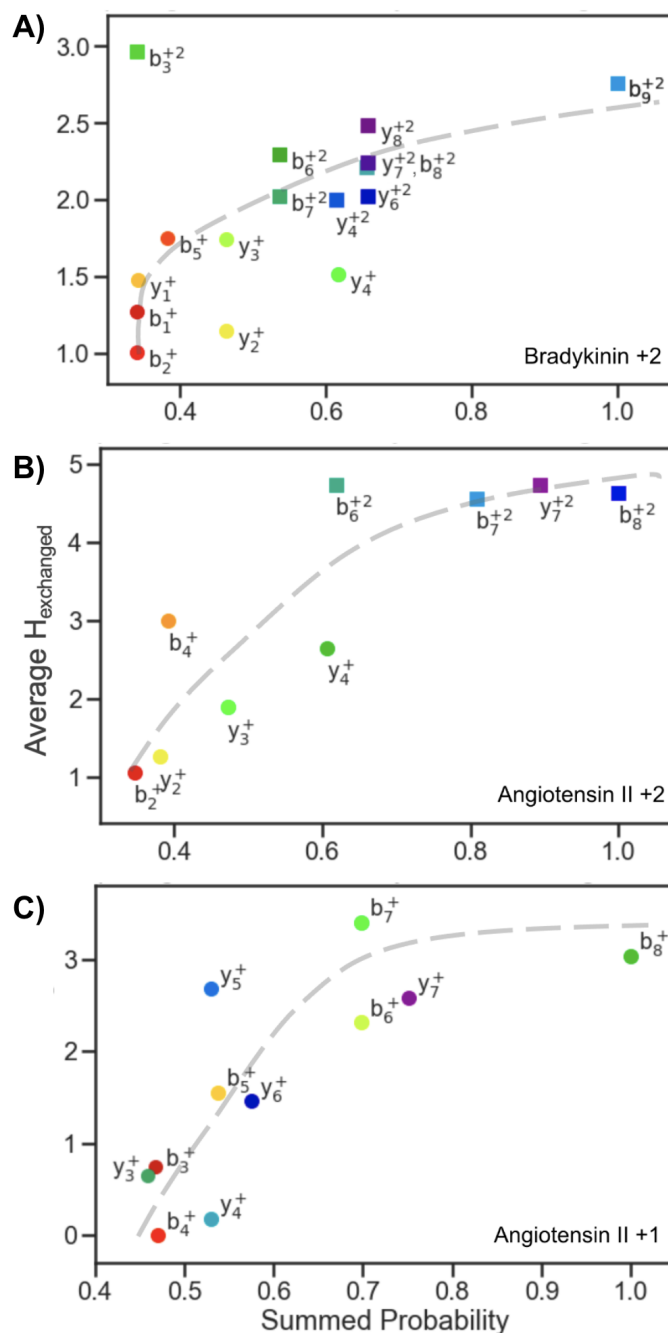 A)
3.0
2.5
2.0
1.5
1.0
b₃⁺²
b₉⁺²
y₈⁺²
b₆⁺²
y₇⁺²,b₈⁺²
b₇⁺²
y₆⁺²
y₄⁺²
b₅⁺
y₃⁺
y₁⁺
y₄⁺
b₁⁺
y₂⁺
b₂⁺
Bradykinin +2
0.4 0.6 0.8 1.0
B)
Average H_exchanged
5
4
3
2
1
b₆⁺²
b₇⁺²
y₇⁺²
b₈⁺²
b₄⁺
y₄⁺
y₃⁺
b₂⁺
y₂⁺
Angiotensin II +2
0.4 0.6 0.8 1.0
C)
3
2
1
0
b₇⁺
b₈⁺
y₅⁺
y₇⁺
b₆⁺
b₅⁺
y₆⁺
y₃⁺
b₃⁺
b₄⁺
y₄⁺
Angiotensin II +1
0.4 0.5 0.6 0.7 0.8 0.9 1.0
Summed Probability